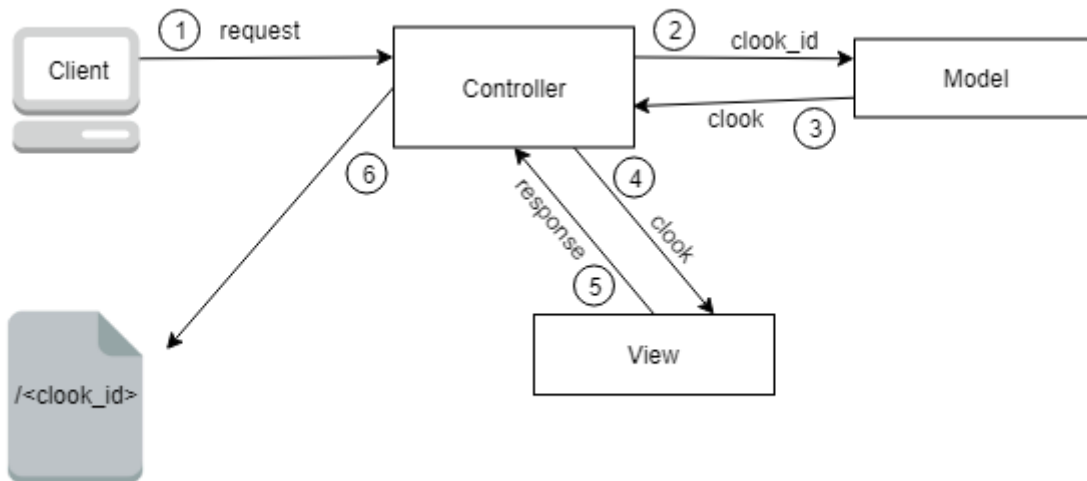 1
request
2
clook_id
Client
Controller
Model
clook
3
6
4
response
clook
5
View
/<clook_id>